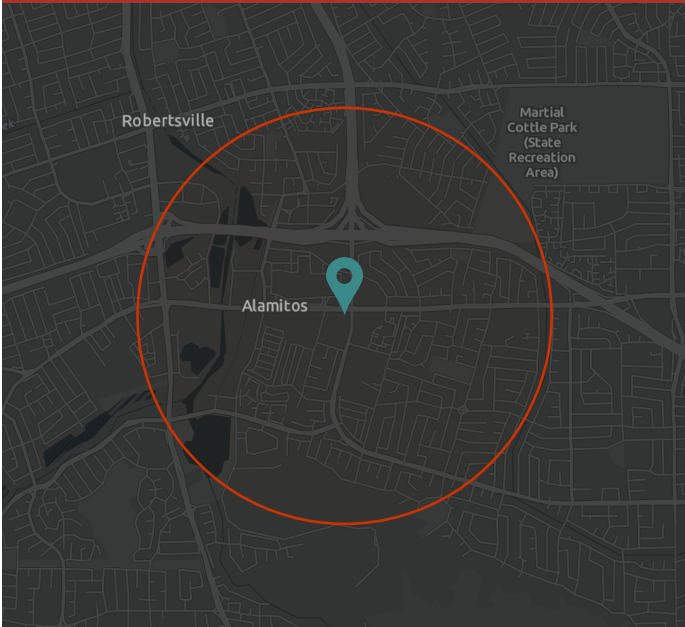 Robertsville
Martial
Cottle Park
(State
Recreation
Area)
Alamitos